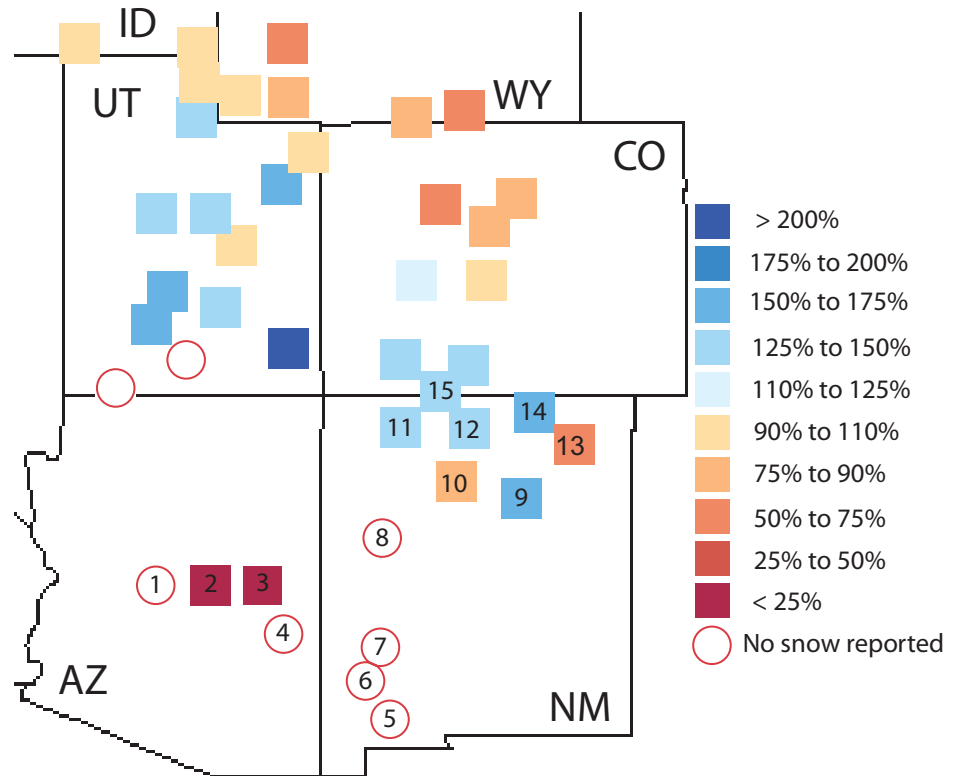 ID
UT
WY
CO
> 200%
175% to 200%
150% to 175%
125% to 150%
110% to 125%
90% to 110%
75% to 90%
50% to 75%
25% to 50%
< 25%
No snow reported
15
14
11
12
13
10
9
8
1
2
3
4
7
6
5
AZ
NM